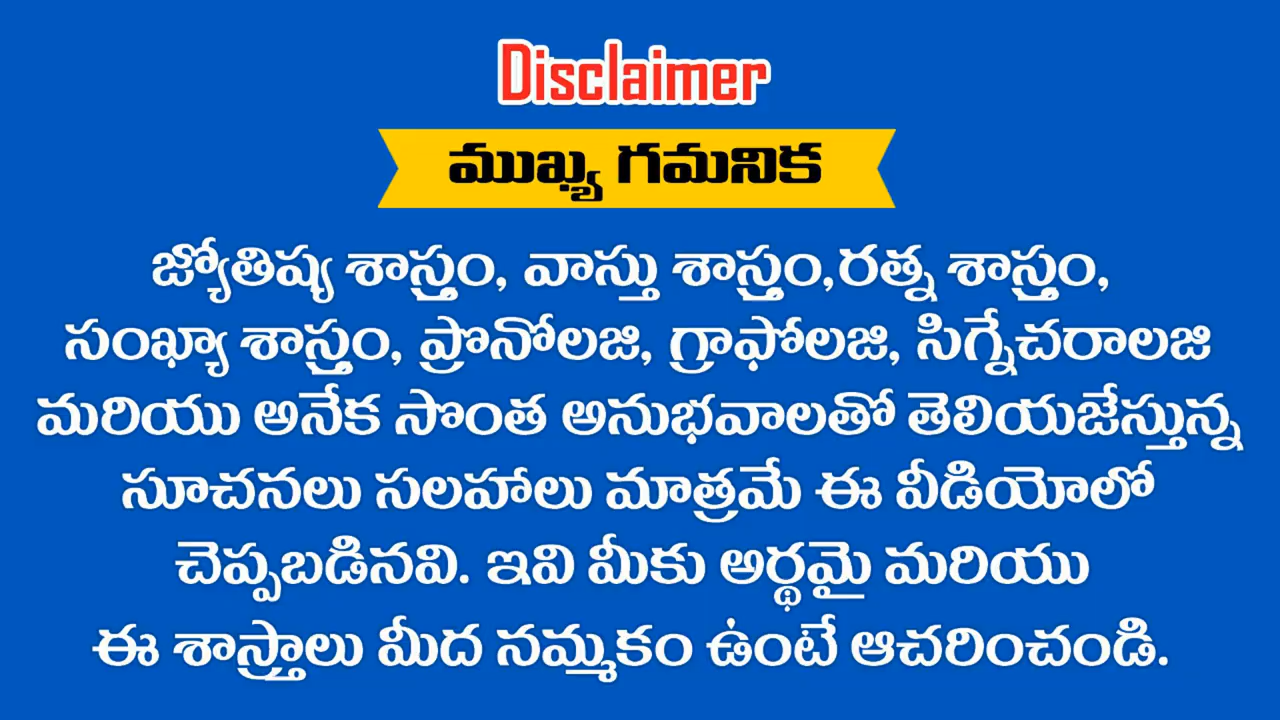 Disclaimer
ముఖ్య గమనిక
జ్యోతిష్య శాస్త్రం, వాస్తు శాస్త్రం,రత్న శాస్త్రం,
సంఖ్యా శాస్త్రం, ప్రొనోలజి, గ్రాఫోలజి, సిగ్నేచరాలజి
మరియు అనేక సొంత అనుభవాలతో తెలియజేస్తున్న
సూచనలు సలహాలు మాత్రమే ఈ వీడియోలో
చెప్పబడినవి. ఇవి మీకు అర్థమై మరియు
ఈ శాస్త్రాలు మీద నమ్మకం ఉంటే ఆచరించండి.